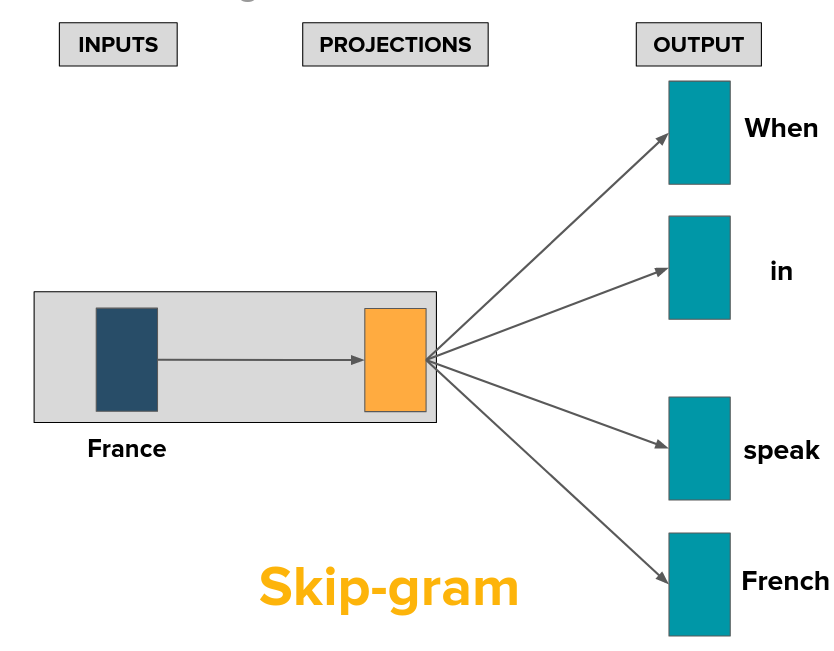 INPUTS
PROJECTIONS
OUTPUT
When
in
France
speak
French
Skip-gram